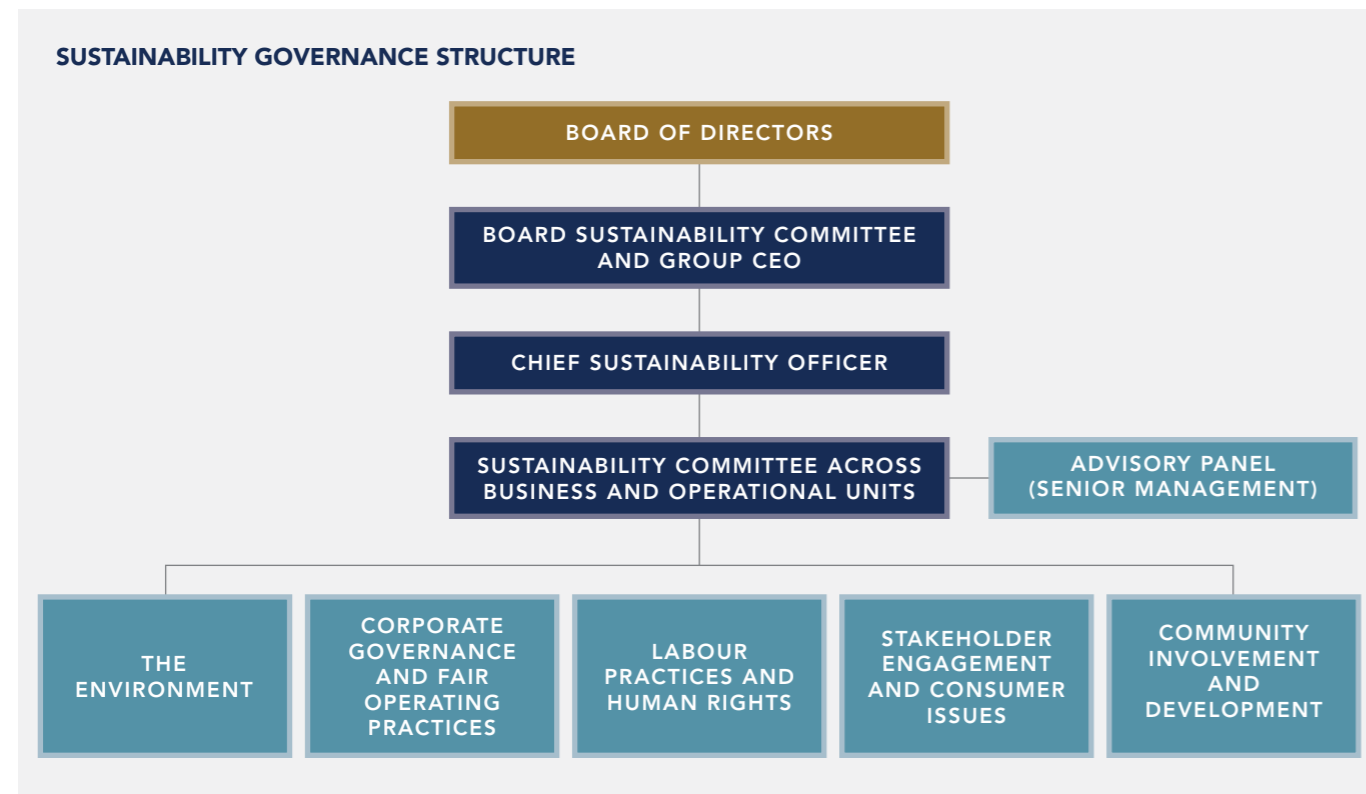 SUSTAINABILITY GOVERNANCE STRUCTURE
BOARD OF DIRECTORS
BOARD SUSTAINABILITY COMMITTEE
AND GROUP CEO
CHIEF SUSTAINABILITY OFFICER
SUSTAINABILITY COMMITTEE ACROSS
BUSINESS AND OPERATIONAL UNITS
ADVISORY PANEL
(SENIOR MANAGEMENT)
THE
ENVIRONMENT
CORPORATE
GOVERNANCE
AND FAIR
OPERATING
PRACTICES
LABOUR
PRACTICES AND
HUMAN RIGHTS
STAKEHOLDER
ENGAGEMENT
AND CONSUMER
ISSUES
COMMUNITY
INVOLVEMENT
AND
DEVELOPMENT